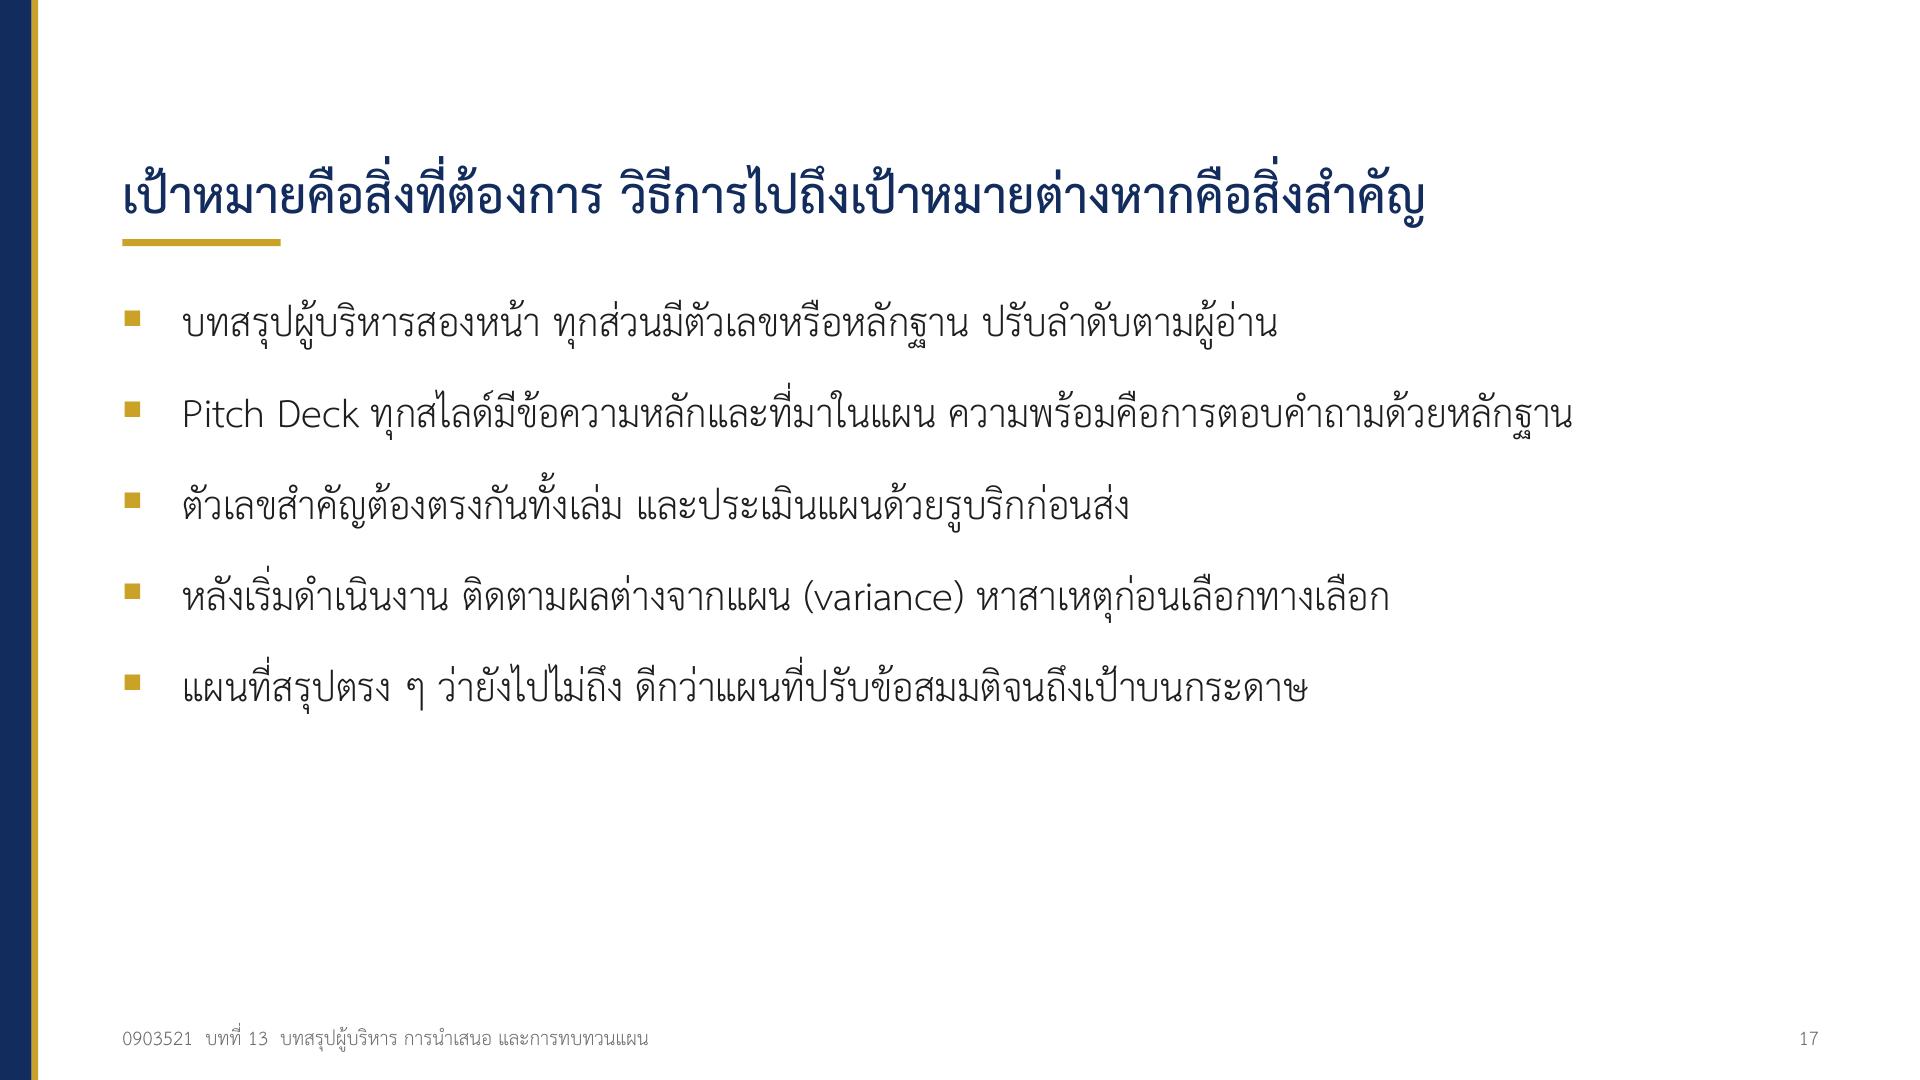 เป้าหมายคือสิ่งที่ต้องการ วิธีการไปถึงเป้าหมายต่างหากคือสิ่งสำคัญ
▪ บทสรุปผู้บริหารสองหน้า ทุกส่วนมีตัวเลขหรือหลักฐาน ปรับลำดับตามผู้อ่าน
▪ Pitch Deck ทุกสไลด์มีข้อความหลักและที่มาในแผน ความพร้อมคือการตอบคำถามด้วยหลักฐาน
▪ ตัวเลขสำคัญต้องตรงกันทั้งเล่ม และประเมินแผนด้วยรูบริกก่อนส่ง
▪ หลังเริ่มดำเนินงาน ติดตามผลต่างจากแผน (variance) หาสาเหตุก่อนเลือกทางเลือก
▪ แผนที่สรุปตรง ๆ ว่ายังไปไม่ถึง ดีกว่าแผนที่ปรับข้อสมมติจนถึงเป้าบนกระดาษ
0903521 บทที่ 13 บทสรุปผู้บริหาร การนำเสนอ และการทบทวนแผน
17